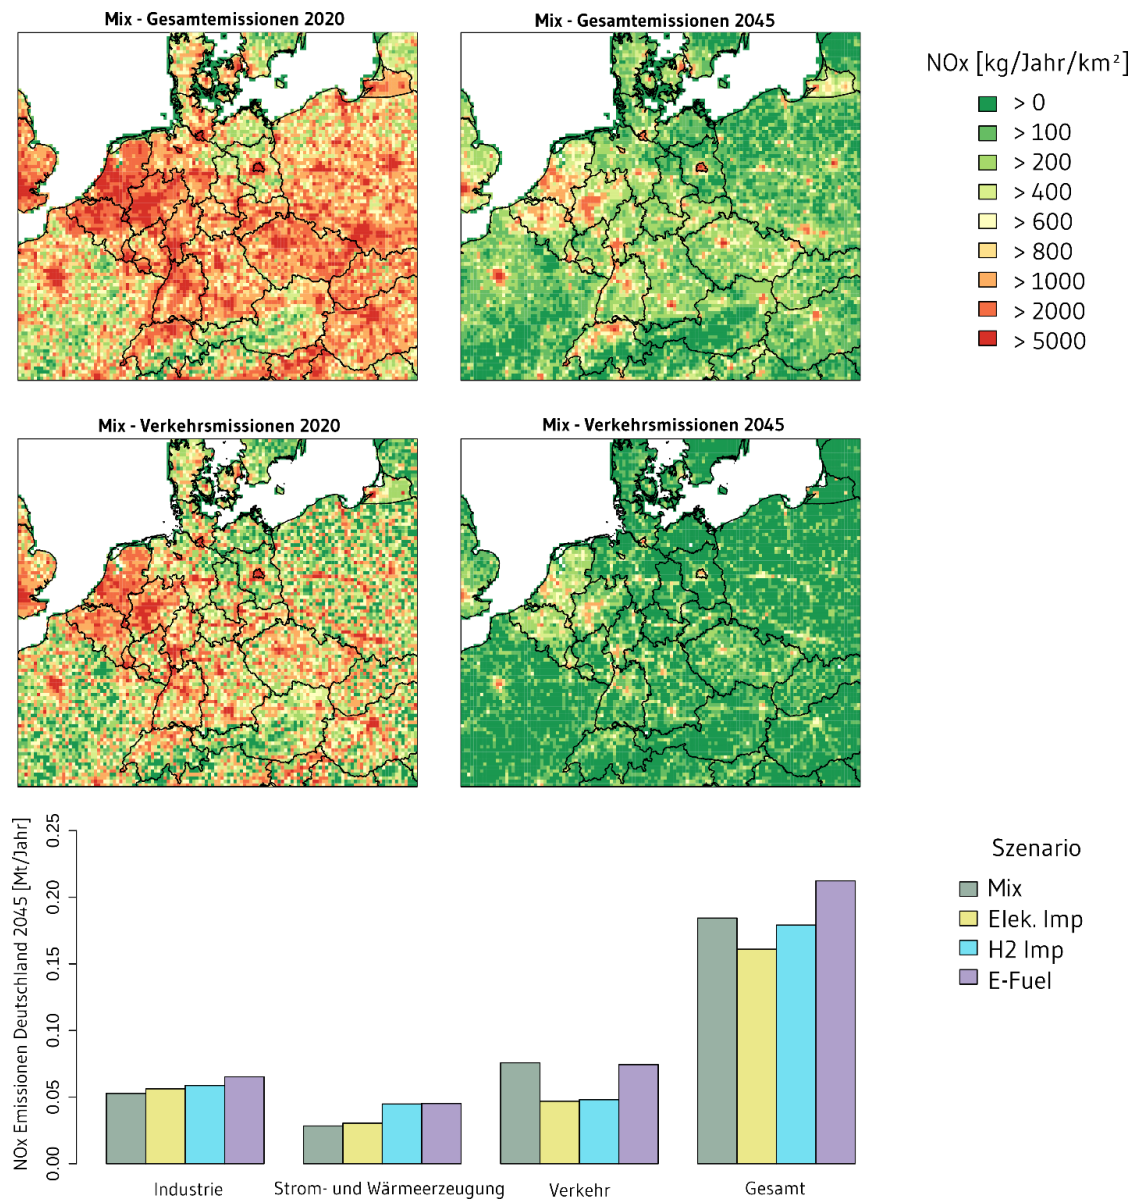 Mix - Gesamtemissionen 2020
Mix - Gesamtemissionen 2045
NOx [kg/Jahr/km²]
> 0
> 100
> 200
> 400
> 600
> 800
> 1000
> 2000
> 5000
Mix - Verkehrsmissionen 2020
Mix - Verkehrsmissionen 2045
NOx Emissionen Deutschland 2045 [Mt/Jahr]
0.25
0.20
0.15
0.10
0.05
0.00
Industrie
Strom- und Wärmeerzeugung
Verkehr
Gesamt
Szenario
Mix
Elek. Imp
H2 Imp
E-Fuel